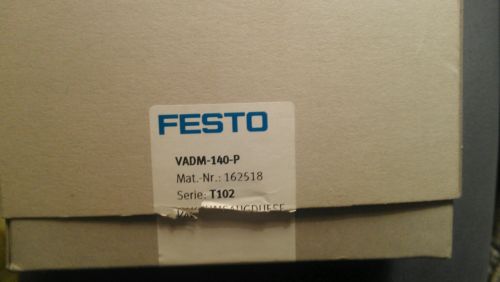 FESTO
VADM-140-P
Mat.-Nr.: 162518
Serie: T102